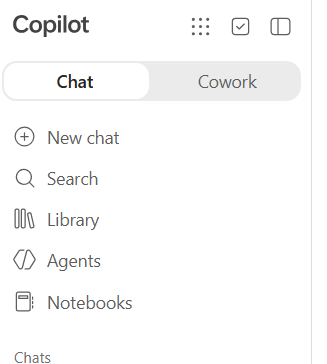 Copilot
Chat Cowork
New chat
Search
Library
Agents
Notebooks
Chats